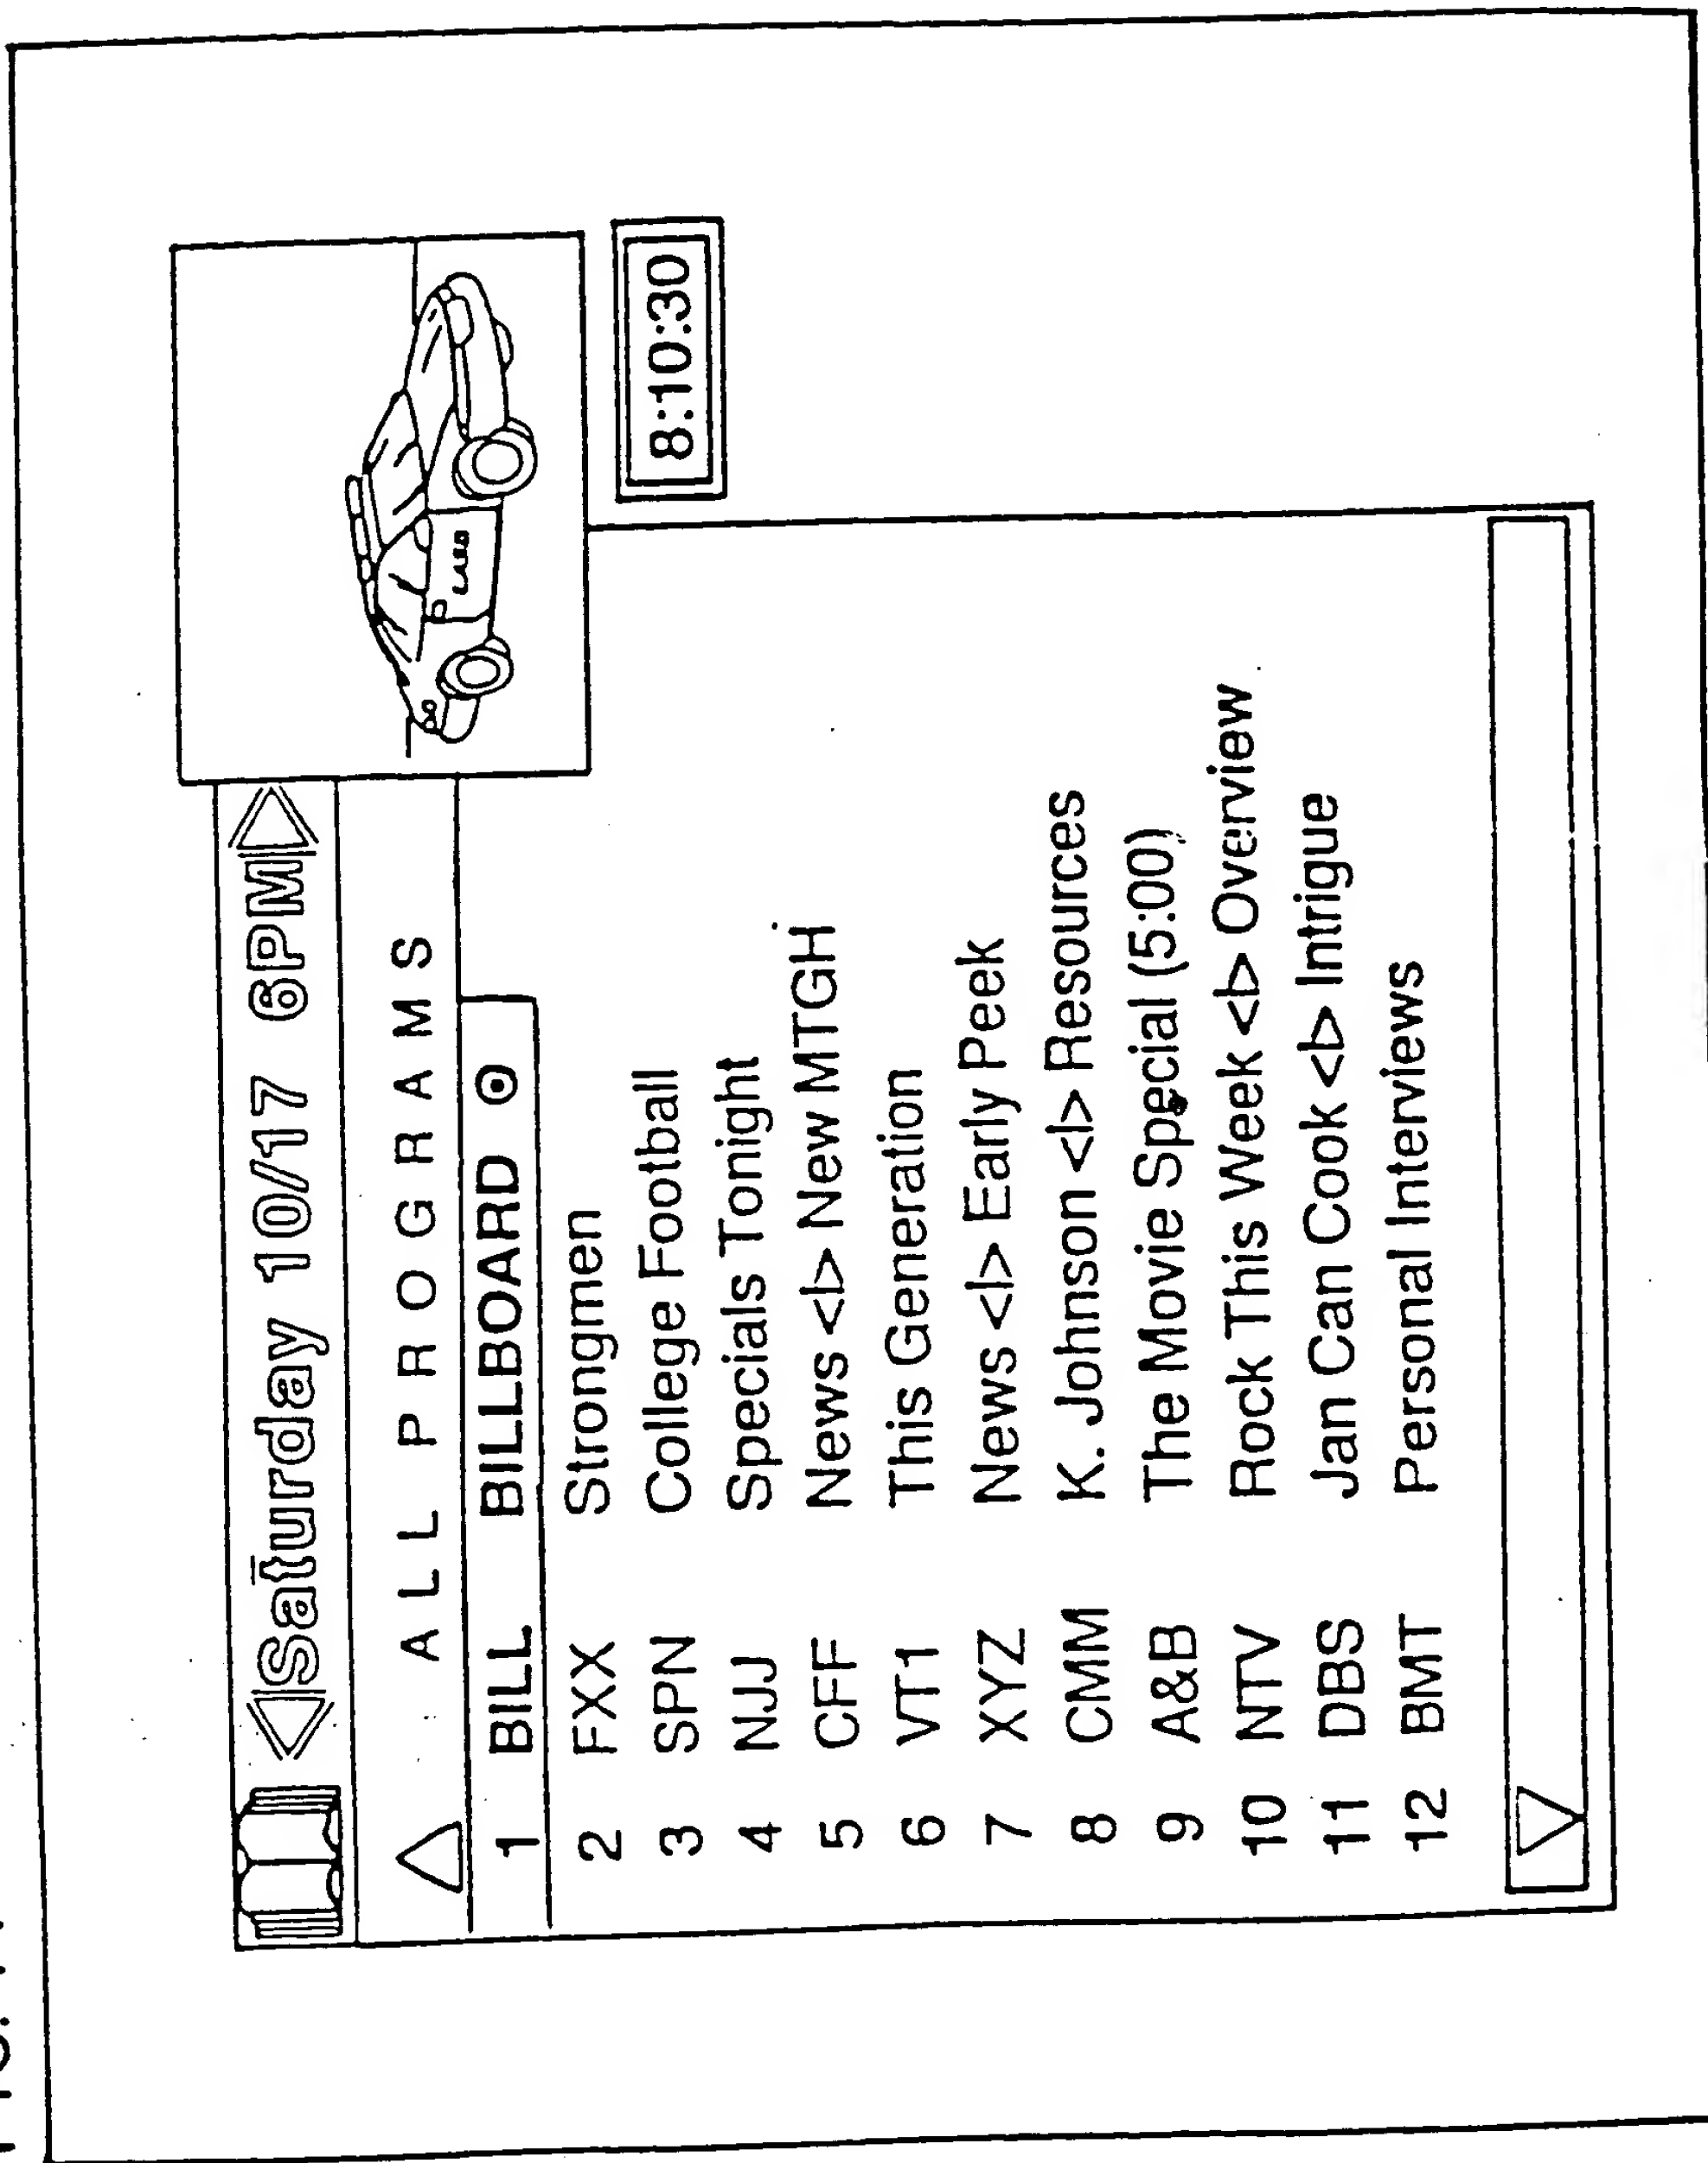 Saturday 10/17 6PM
ALL PROGRAMS
1 BILL BILLBOARD
2 FXX Strongmen
3 SPN College Football
4 NJJ Specials Tonight
5 CFF News <|> New MTGH
6 VT1 This Generation
7 XYZ News <|> Early Peek
8 CMM K. Johnson <|> Resources
9 A&B The Movie Special (5:00)
10 NTV Rock This Week <|> Overview
11 DBS Jan Can Cook <|> Intrigue
12 BMT Personal Interviews
8:10:30